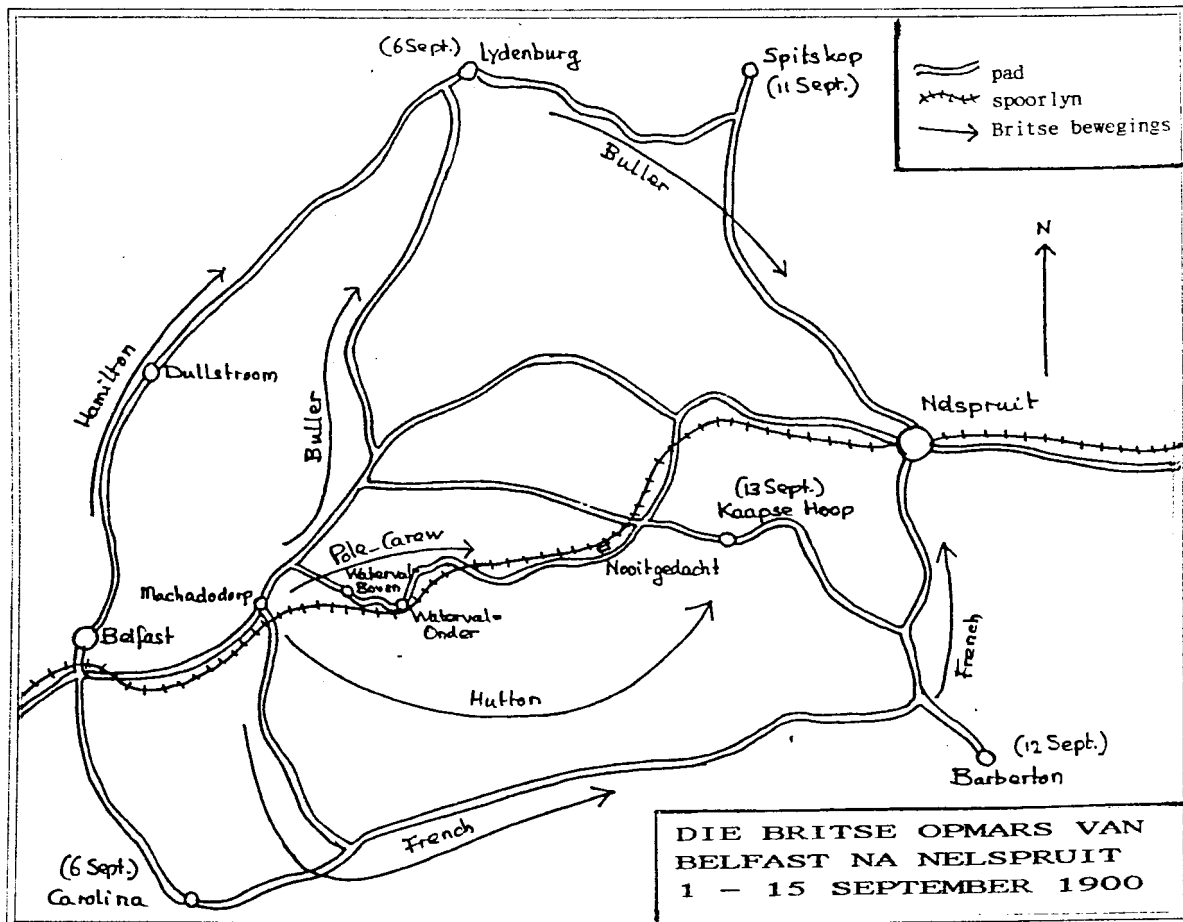 (6 Sept.)
Lydenburg
Spitskop
(11 Sept.)
pad
spoorlyn
Britse bewegings
Buller
N
Hamilton
Dullstroom
Buller
Nelspruit
(13 Sept.)
Kaapse Hoop
Pole-Carew
Waterval-
Boven
Nooitgedacht
Machadodorp
Waterval-
Onder
Belfast
French
Hutton
(12 Sept.)
Barberton
French
(6 Sept.)
Carolina
DIE BRITSE OPMARS VAN
BELFAST NA NELSPRUIT
1 - 15 SEPTEMBER 1900